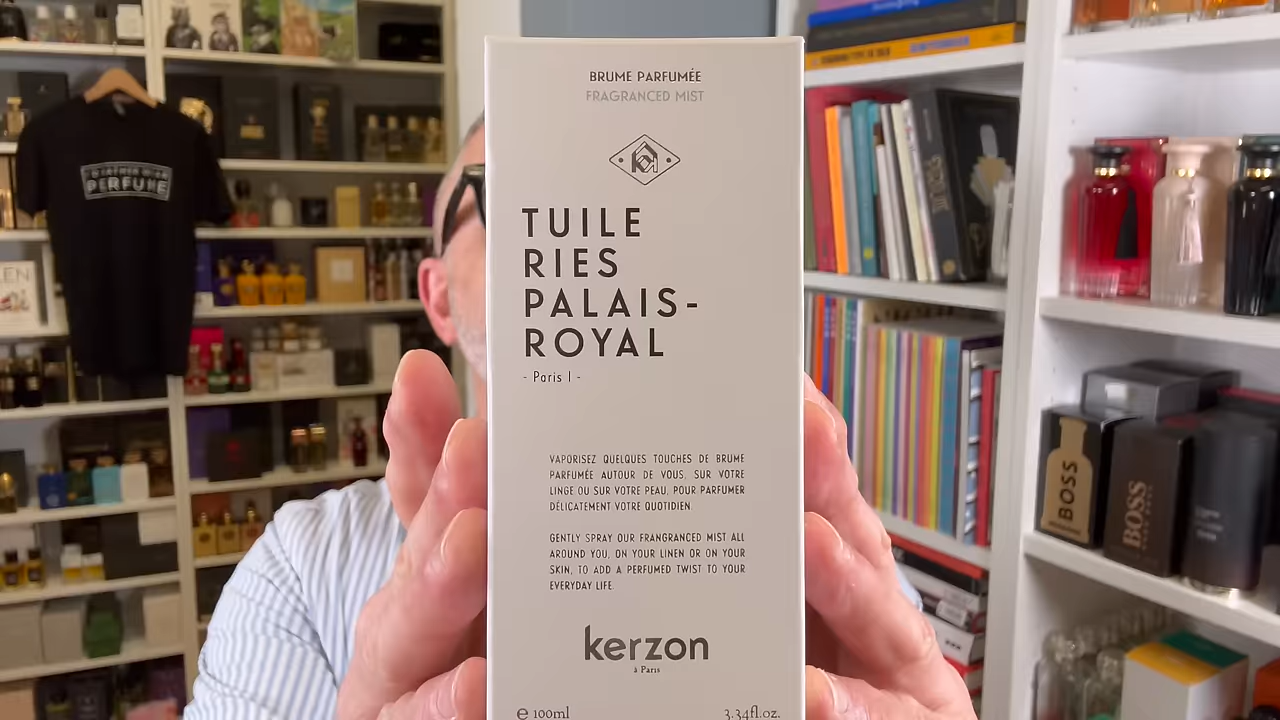 BRUME PARFUMÉE
FRAGRANCED MIST
TUILE
RIES
PALAIS-
ROYAL
- Paris I -
VAPORISEZ QUELQUES TOUCHES DE BRUME
PARFUMÉE AUTOUR DE VOUS, SUR VOTRE
LINGE OU SUR VOTRE PEAU, POUR PARFUMER
DÉLICATEMENT VOTRE QUOTIDIEN.
GENTLY SPRAY OUR FRANGRANCED MIST ALL
AROUND YOU, ON YOUR LINEN OR ON YOUR
SKIN, TO ADD A PERFUMED TWIST TO YOUR
EVERYDAY LIFE.
kerzon
à Paris
e 100ml
3.34fl.oz.
PERFUME
BOSS
BOSS